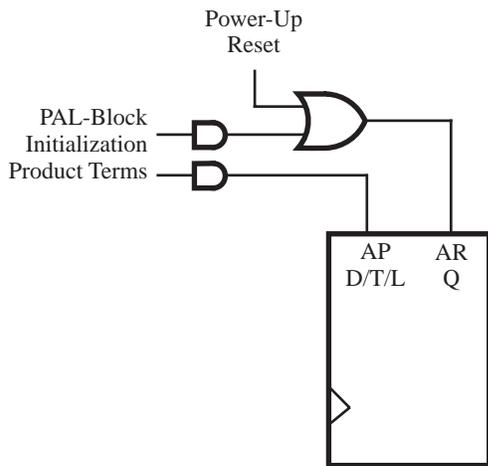 Power-Up
Reset
PAL-Block
Initialization
Product Terms
AP AR
D/T/L Q